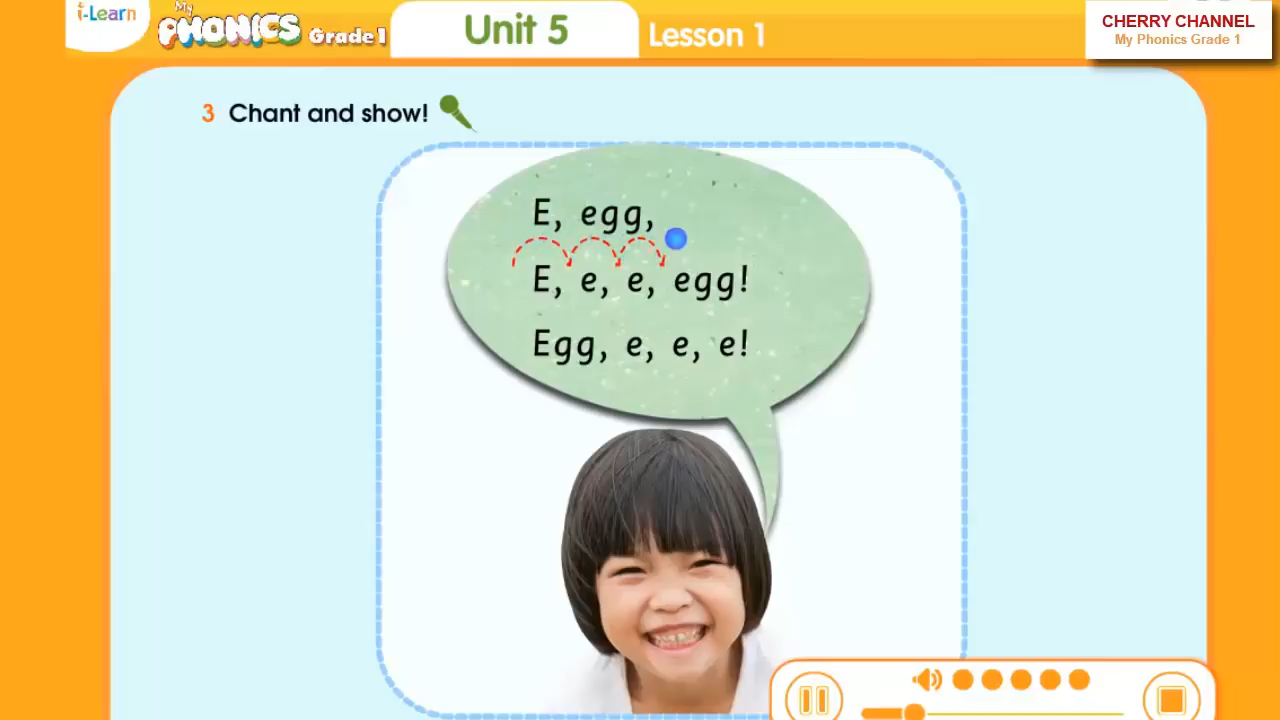 i-Learn
My
PHONICS Grade 1
Unit 5
Lesson 1
CHERRY CHANNEL
My Phonics Grade 1
3 Chant and show!
E, egg,
E, e, e, egg!
Egg, e, e, e!